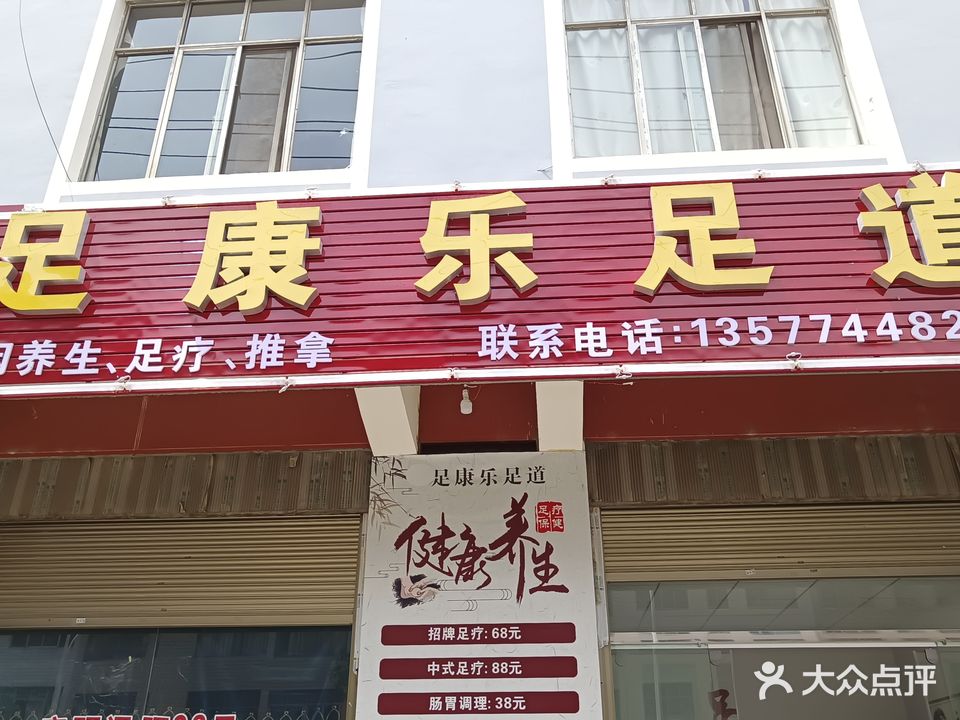 足康乐足道
养生、足疗、推拿 联系电话:135774482
足康乐足道
健康养生
足疗
保健
招牌足疗:68元
中式足疗:88元
肠胃调理:38元
大众点评